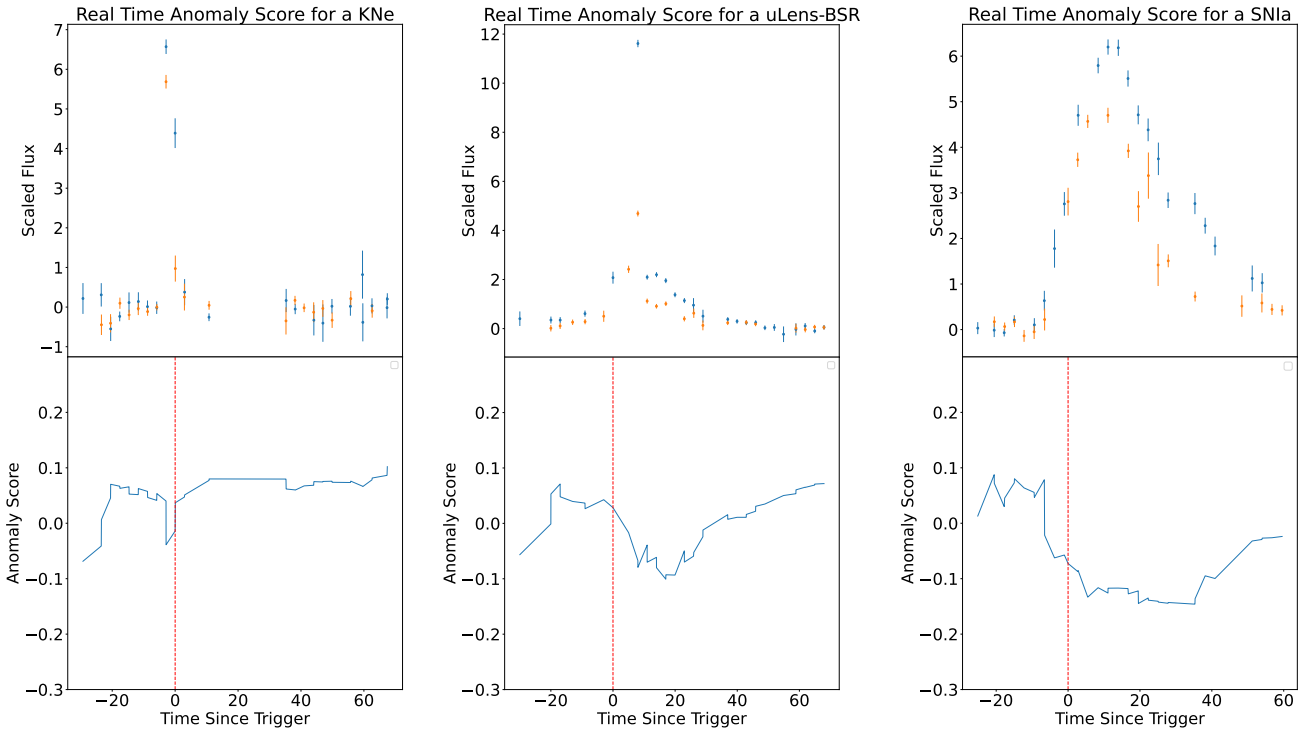 Real Time Anomaly Score for a KNe
7
6
5
4
3
2
1
0
−1
Scaled Flux
0.2
0.1
0.0
−0.1
−0.2
−0.3
Anomaly Score
−20 0 20 40 60
Time Since Trigger
Real Time Anomaly Score for a uLens-BSR
12
10
8
6
4
2
0
Scaled Flux
0.2
0.1
0.0
−0.1
−0.2
−0.3
Anomaly Score
−20 0 20 40 60
Time Since Trigger
Real Time Anomaly Score for a SNIa
6
5
4
3
2
1
0
Scaled Flux
0.2
0.1
0.0
−0.1
−0.2
−0.3
Anomaly Score
−20 0 20 40 60
Time Since Trigger